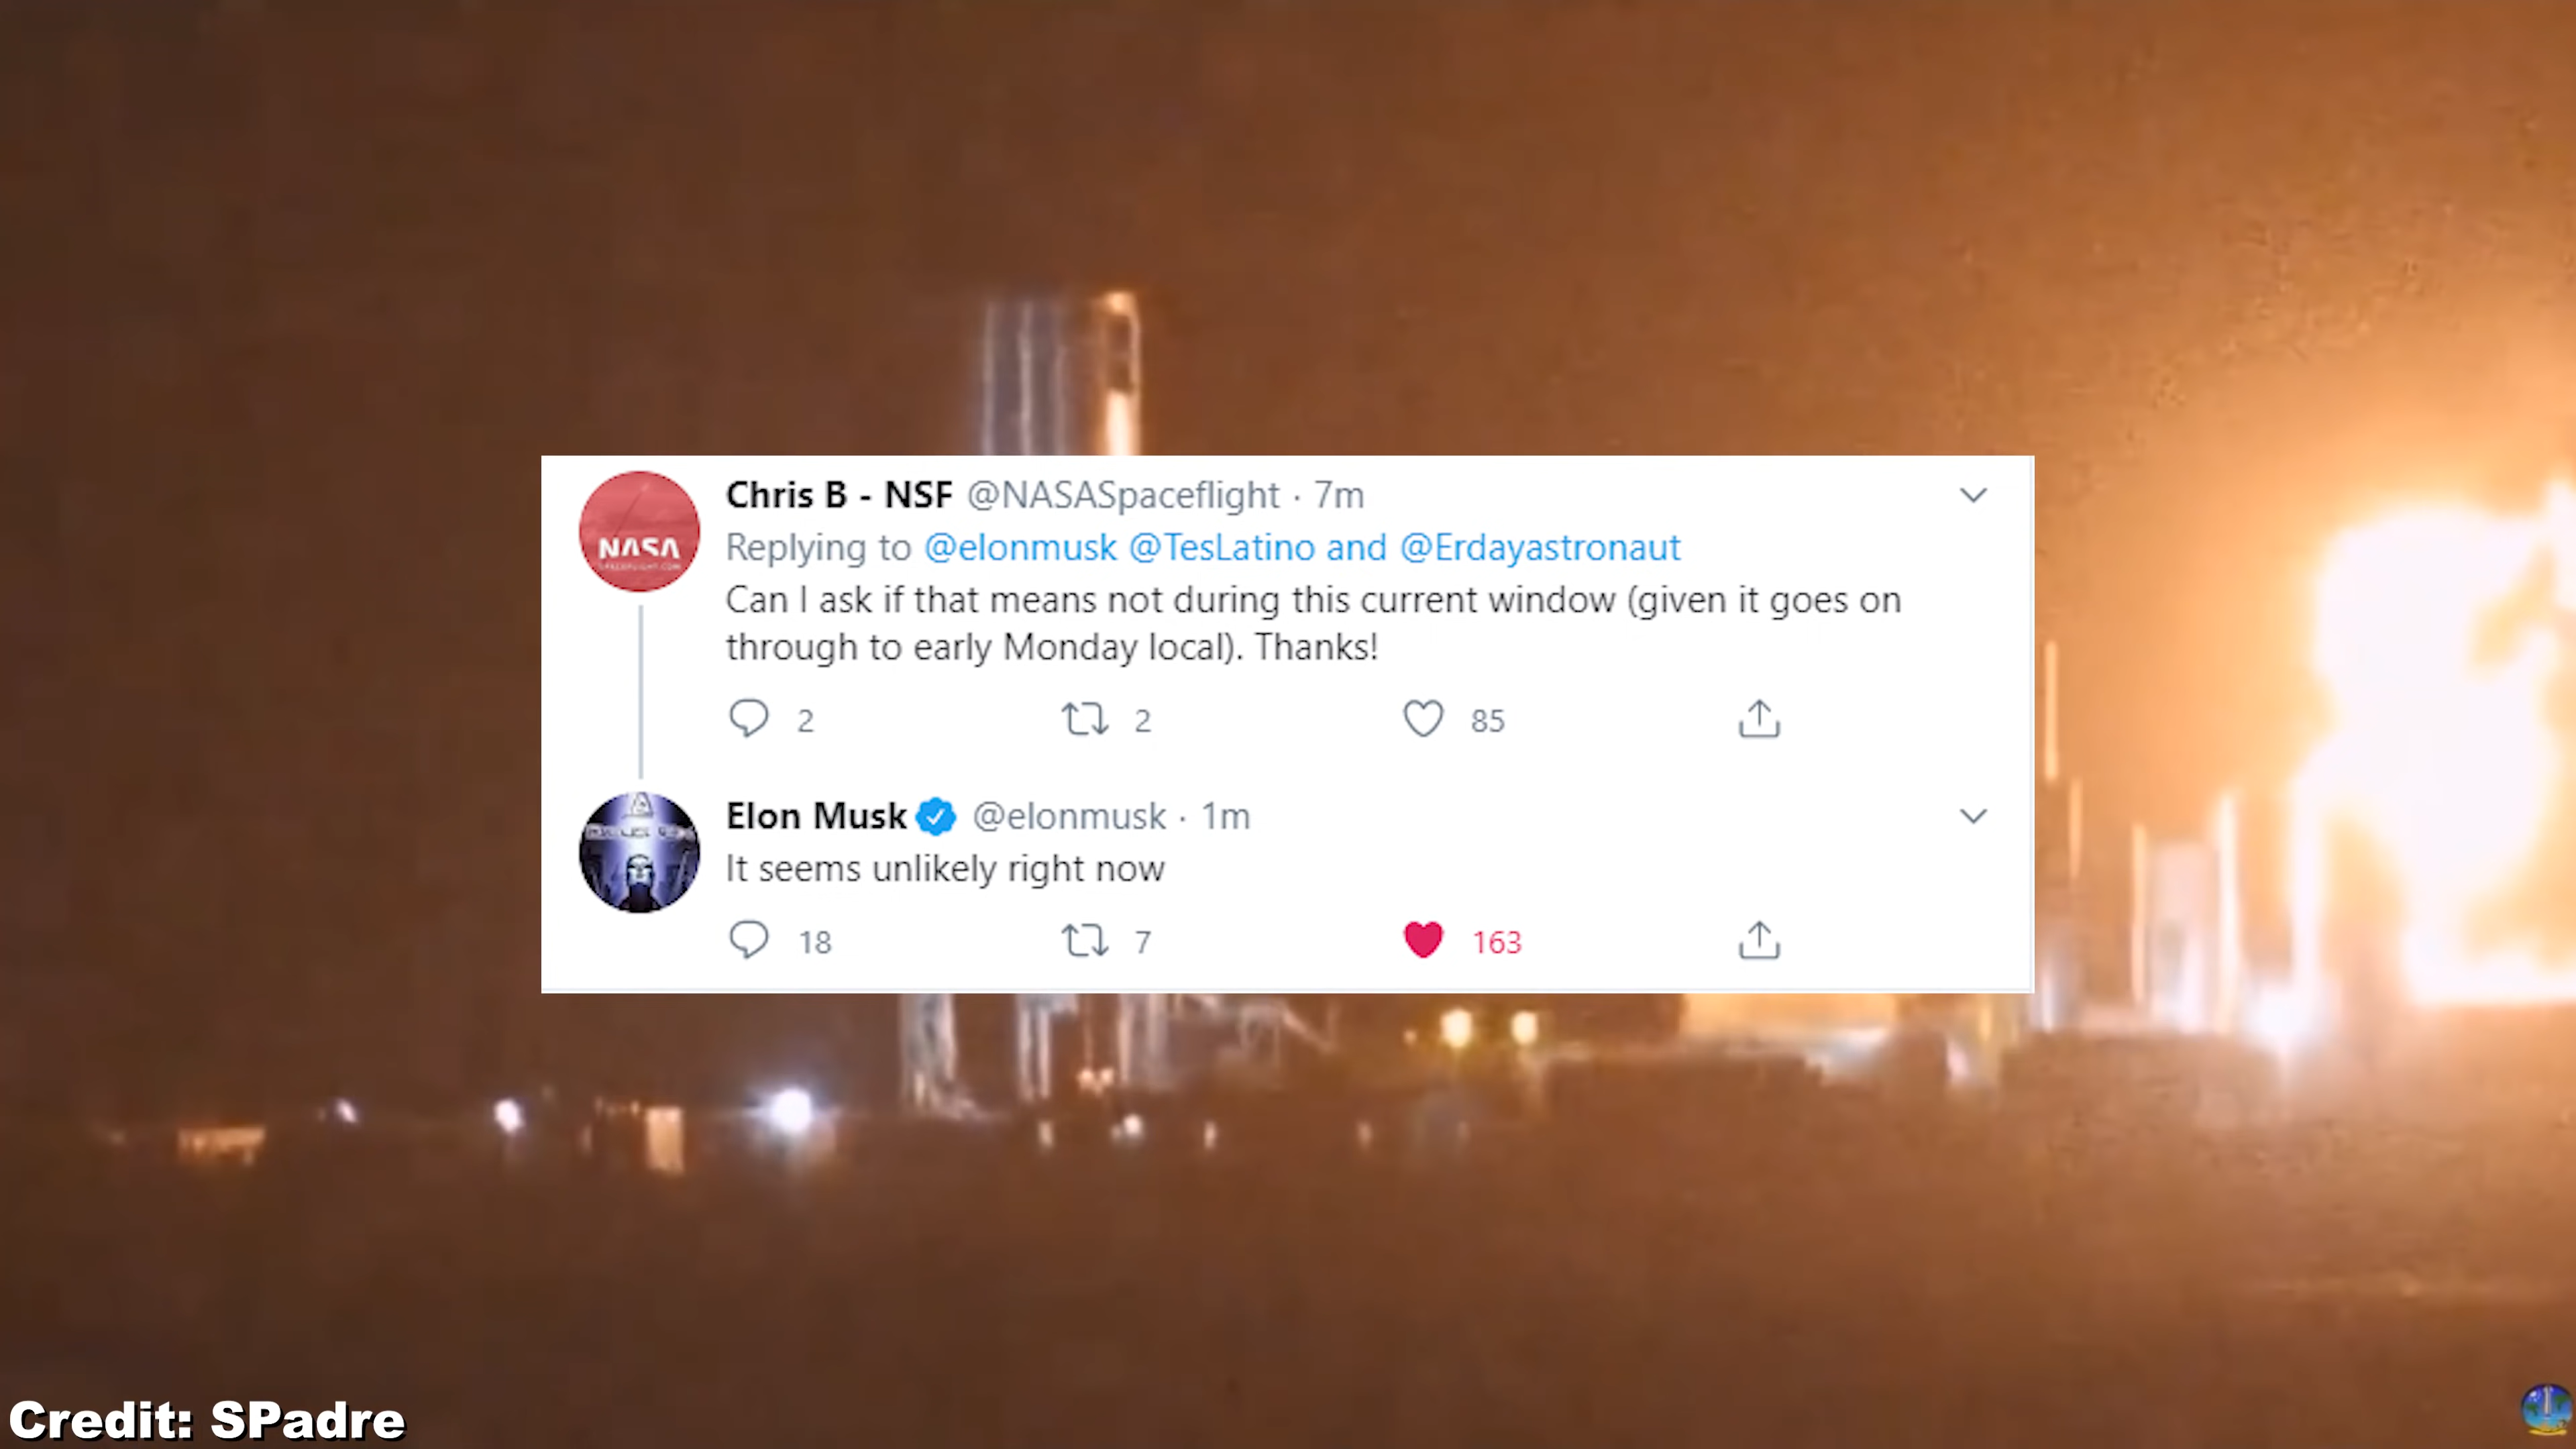 Chris B - NSF @NASASpaceflight · 7m
Replying to @elonmusk @TesLatino and @Erdayastronaut
Can I ask if that means not during this current window (given it goes on
through to early Monday local). Thanks!
2 2 85
NASA
Elon Musk @elonmusk · 1m
It seems unlikely right now
18 7 163
Credit: SPadre